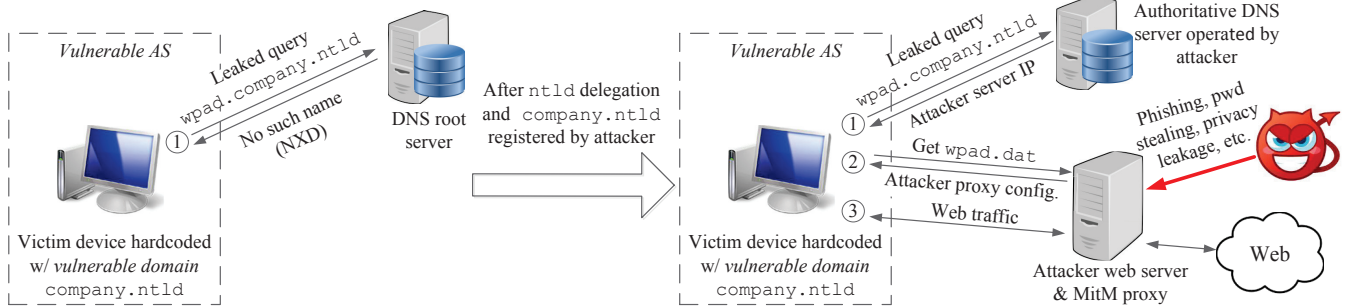 Vulnerable AS
Leaked query
wpad.company.ntld
No such name
(NXD)
1
DNS root
server
Victim device hardcoded
w/ vulnerable domain
company.ntld
After ntld delegation
and company.ntld
registered by attacker
Vulnerable AS
Leaked query
wpad.company.ntld
Attacker server IP
1
Authoritative DNS
server operated by
attacker
2
Get wpad.dat
Attacker proxy config.
3
Web traffic
Phishing, pwd
stealing, privacy
leakage, etc.
Victim device hardcoded
w/ vulnerable domain
company.ntld
Attacker web server
& MitM proxy
Web